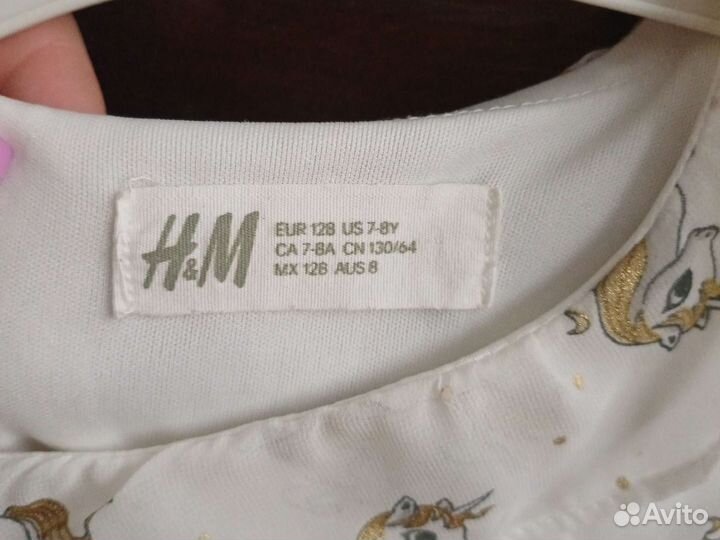 H&M
EUR 128 US 7-8Y
CA 7-8A CN 130/64
MX 128 AUS 8
Avito